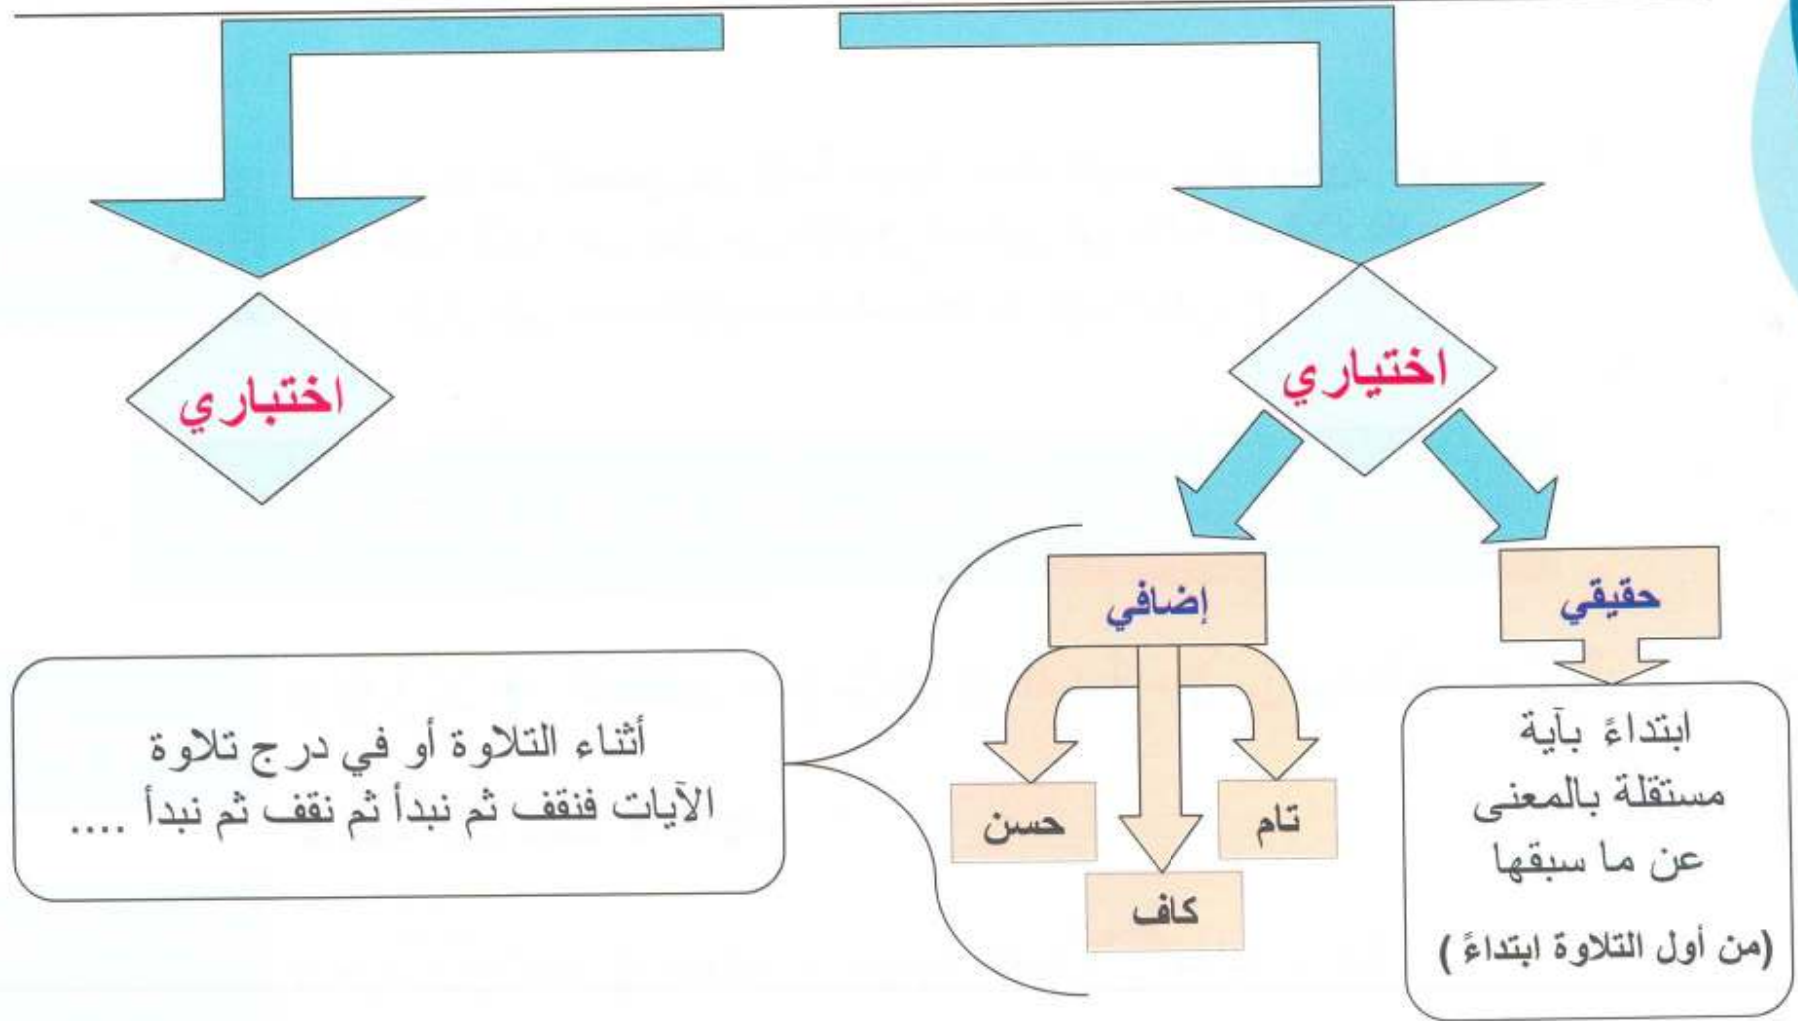 اختياري
اختباري
حقيقي
إضافي
ابتداءً بآية
مستقلة بالمعنى
عن ما سبقها
(من أول التلاوة ابتداءً )
تام
كاف
حسن
أثناء التلاوة أو في درج تلاوة
الآيات فنقف ثم نبدأ ثم نقف ثم نبدأ ....